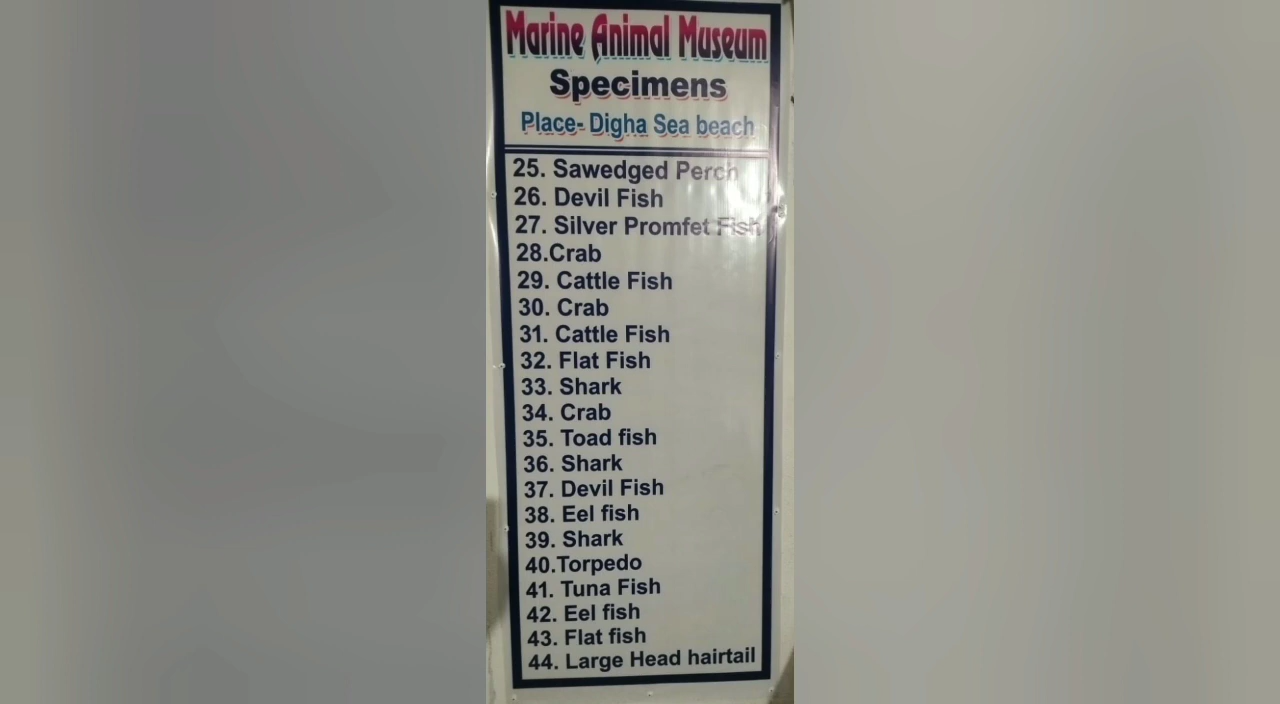 Marine Animal Museum
Specimens
Place- Digha Sea beach
25. Sawedged Perch
26. Devil Fish
27. Silver Promfet Fish
28.Crab
29. Cattle Fish
30. Crab
31. Cattle Fish
32. Flat Fish
33. Shark
34. Crab
35. Toad fish
36. Shark
37. Devil Fish
38. Eel fish
39. Shark
40.Torpedo
41. Tuna Fish
42. Eel fish
43. Flat fish
44. Large Head hairtail